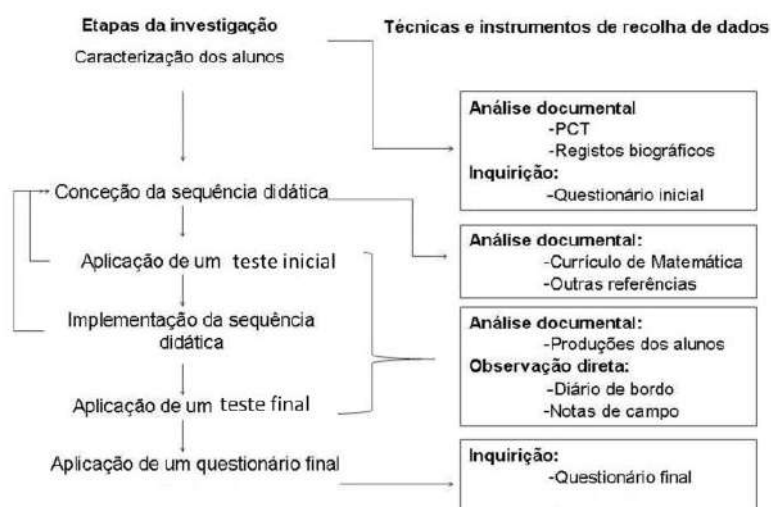 Etapas da investigação
Caracterização dos alunos
Conceção da sequência didática
Aplicação de um teste inicial
Implementação da sequência
didática
Aplicação de um teste final
Aplicação de um questionário final
Técnicas e instrumentos de recolha de dados
Análise documental
-PCT
-Registos biográficos
Inquirição:
-Questionário inicial
Análise documental:
-Currículo de Matemática
-Outras referências
Análise documental:
-Produções dos alunos
Observação direta:
-Diário de bordo
-Notas de campo
Inquirição:
-Questionário final